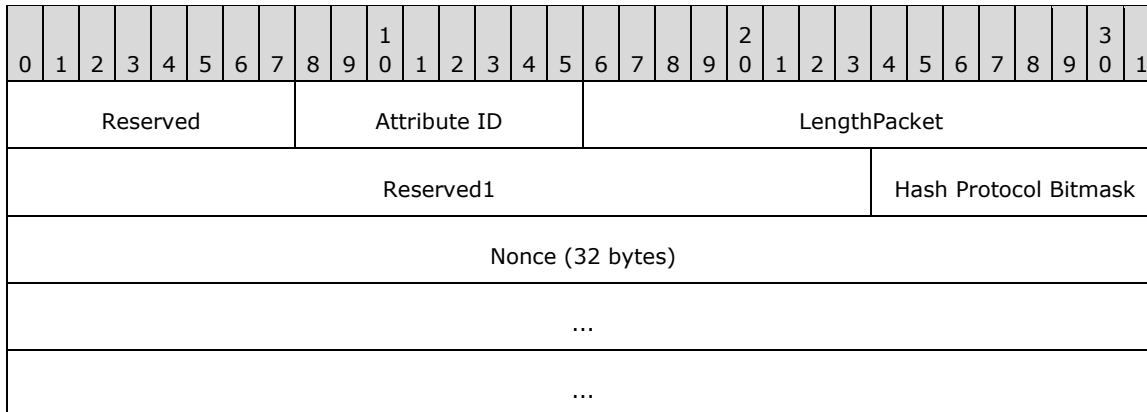 1 2 3
0 1 2 3 4 5 6 7 8 9 0 1 2 3 4 5 6 7 8 9 0 1 2 3 4 5 6 7 8 9 0 1
Reserved Attribute ID LengthPacket
Reserved1 Hash Protocol Bitmask
Nonce (32 bytes)
...
...